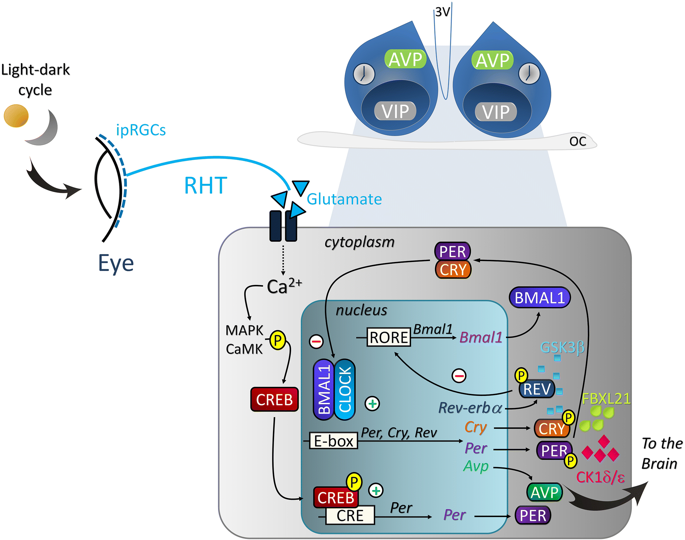 3V
AVP
AVP
VIP
VIP
OC
Light-dark
cycle
ipRGCs
RHT
Glutamate
Eye
cytoplasm
PER
CRY
Ca2+
nucleus
BMAL1
RORE
Bmal1
Bmal1
MAPK
CaMK
P
GSK3β
BMAL1
CLOCK
P
REV
CREB
Rev-erbα
FBXL21
E-box
Per, Cry, Rev
Cry
CRY
P
Per
PER
P
To the
Brain
Avp
CK1δ/ε
CREB
P
AVP
CRE
Per
Per
PER